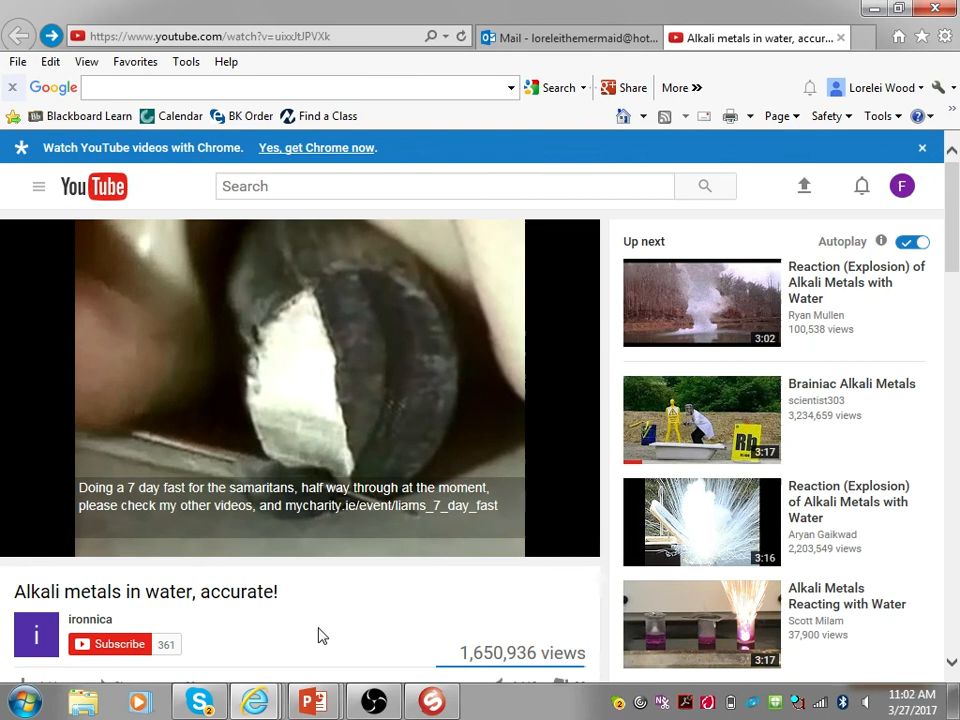 https://www.youtube.com/watch?v=uixxJtJPVXk
Mail - loreleithemermaid@hot...
Alkali metals in water, accur...
File Edit View Favorites Tools Help
x Google Search Share More » Lorelei Wood
Blackboard Learn Calendar BK Order Find a Class Page Safety Tools
Watch YouTube videos with Chrome. Yes, get Chrome now.
YouTube Search F
Up next Autoplay
Reaction (Explosion) of
Alkali Metals with
Water
Ryan Mullen
100,538 views
3:02
Brainiac Alkali Metals
scientist303
3,234,659 views
Rb
3:17
Reaction (Explosion)
of Alkali Metals with
Water
Aryan Gaikwad
2,203,549 views
3:16
Alkali Metals
Reacting with Water
Scott Milam
37,900 views
3:17
Doing a 7 day fast for the samaritans, half way through at the moment,
please check my other videos, and mycharity.ie/event/liams_7_day_fast
Alkali metals in water, accurate!
i
ironnica
Subscribe 361
1,650,936 views
11:02 AM
3/27/2017